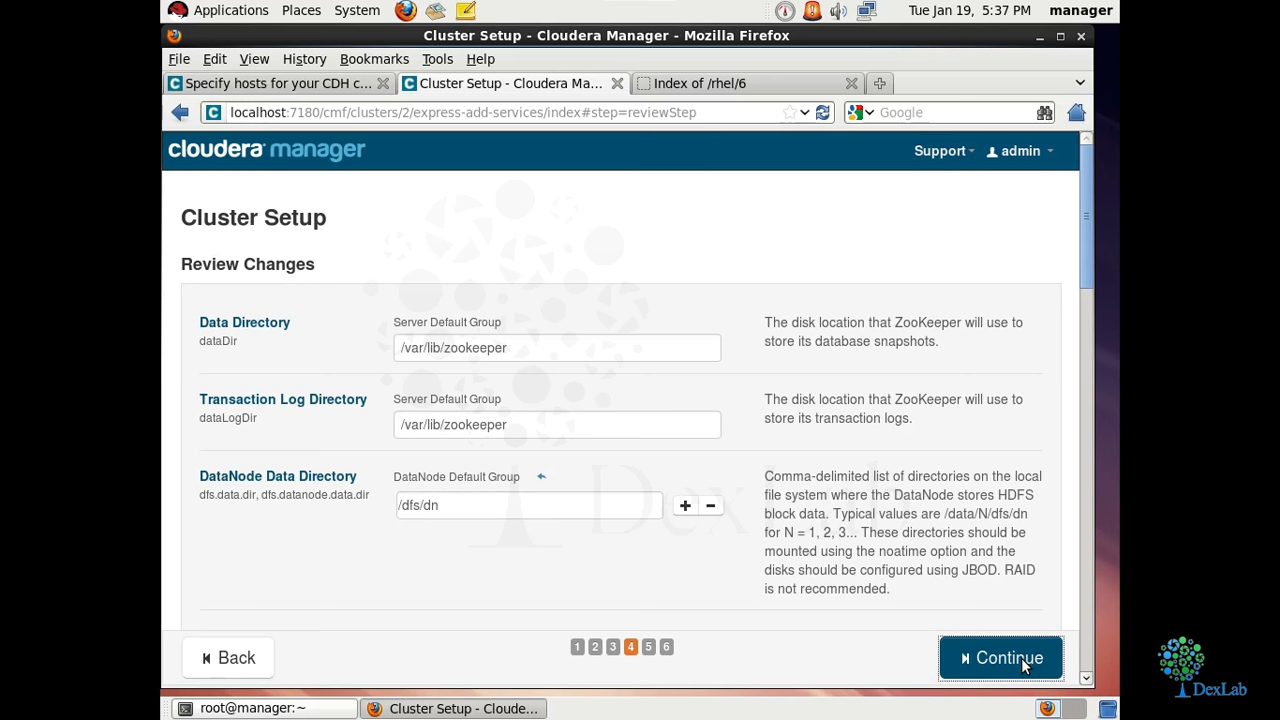 Applications Places System Tue Jan 19, 5:37 PM manager
Cluster Setup - Cloudera Manager - Mozilla Firefox
File Edit View History Bookmarks Tools Help
Specify hosts for your CDH c... Cluster Setup - Cloudera Ma... Index of /rhel/6
localhost:7180/cmf/clusters/2/express-add-services/index#step=reviewStep Google
cloudera manager Support admin
Cluster Setup
Review Changes
Data Directory
dataDir
Server Default Group
/var/lib/zookeeper
The disk location that ZooKeeper will use to
store its database snapshots.
Transaction Log Directory
dataLogDir
Server Default Group
/var/lib/zookeeper
The disk location that ZooKeeper will use to
store its transaction logs.
DataNode Data Directory
dfs.data.dir, dfs.datanode.data.dir
DataNode Default Group
/dfs/dn
Comma-delimited list of directories on the local
file system where the DataNode stores HDFS
block data. Typical values are /data/N/dfs/dn
for N = 1, 2, 3... These directories should be
mounted using the noatime option and the
disks should be configured using JBOD. RAID
is not recommended.
DexLab
Back 1 2 3 4 5 6 Continue
root@manager:~ Cluster Setup - Cloude...
DexLab